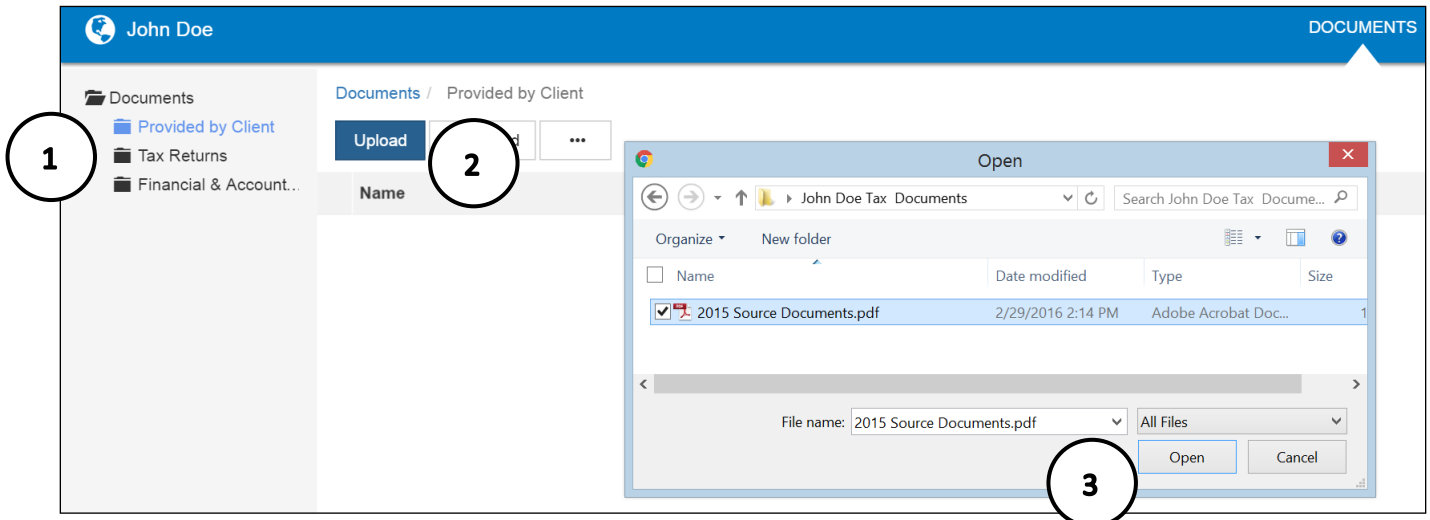 John Doe
DOCUMENTS
Documents
Provided by Client
Tax Returns
Financial & Account...
1
Documents / Provided by Client
Upload
d
•••
2
Name
Open
John Doe Tax Documents
Search John Doe Tax Docume...
Organize
New folder
Name Date modified Type Size
2015 Source Documents.pdf 2/29/2016 2:14 PM Adobe Acrobat Doc... 1
File name: 2015 Source Documents.pdf All Files
Open Cancel
3